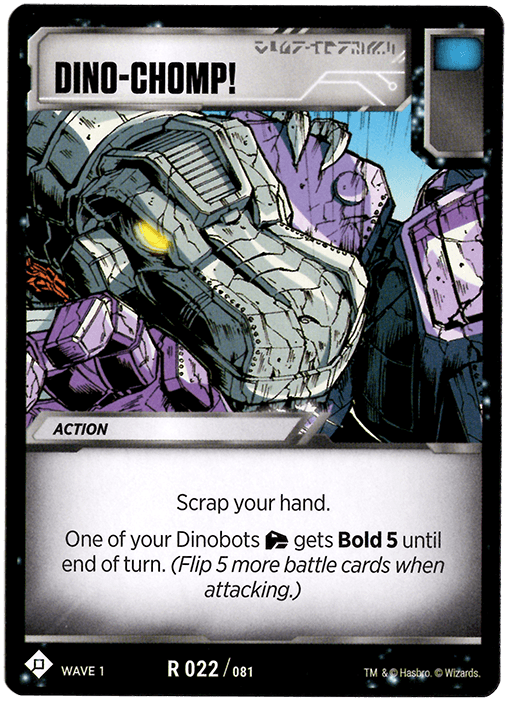 DINO-CHOMP!
ACTION
Scrap your hand.
One of your Dinobots gets Bold 5 until
end of turn. (Flip 5 more battle cards when
attacking.)
WAVE 1 R 022/081 TM & © Hasbro. © Wizards.